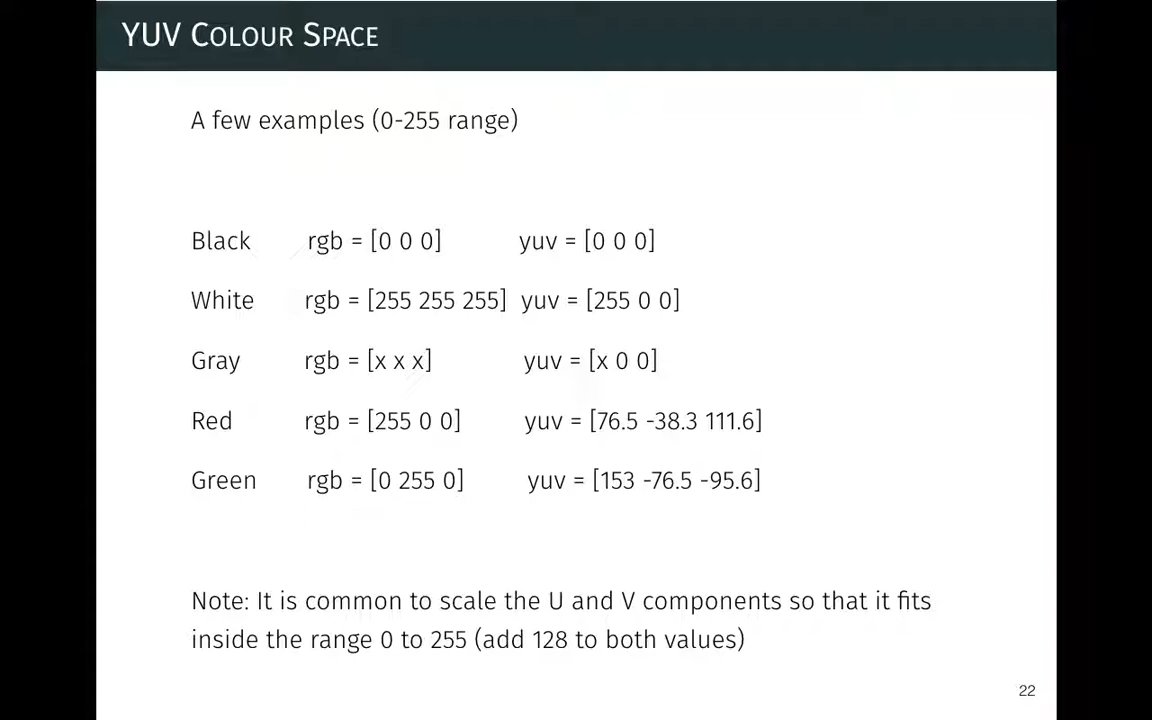 YUV COLOUR SPACE
A few examples (0-255 range)
Black rgb = [0 0 0] yuv = [0 0 0]
White rgb = [255 255 255] yuv = [255 0 0]
Gray rgb = [x x x] yuv = [x 0 0]
Red rgb = [255 0 0] yuv = [76.5 -38.3 111.6]
Green rgb = [0 255 0] yuv = [153 -76.5 -95.6]
Note: It is common to scale the U and V components so that it fits
inside the range 0 to 255 (add 128 to both values)
22